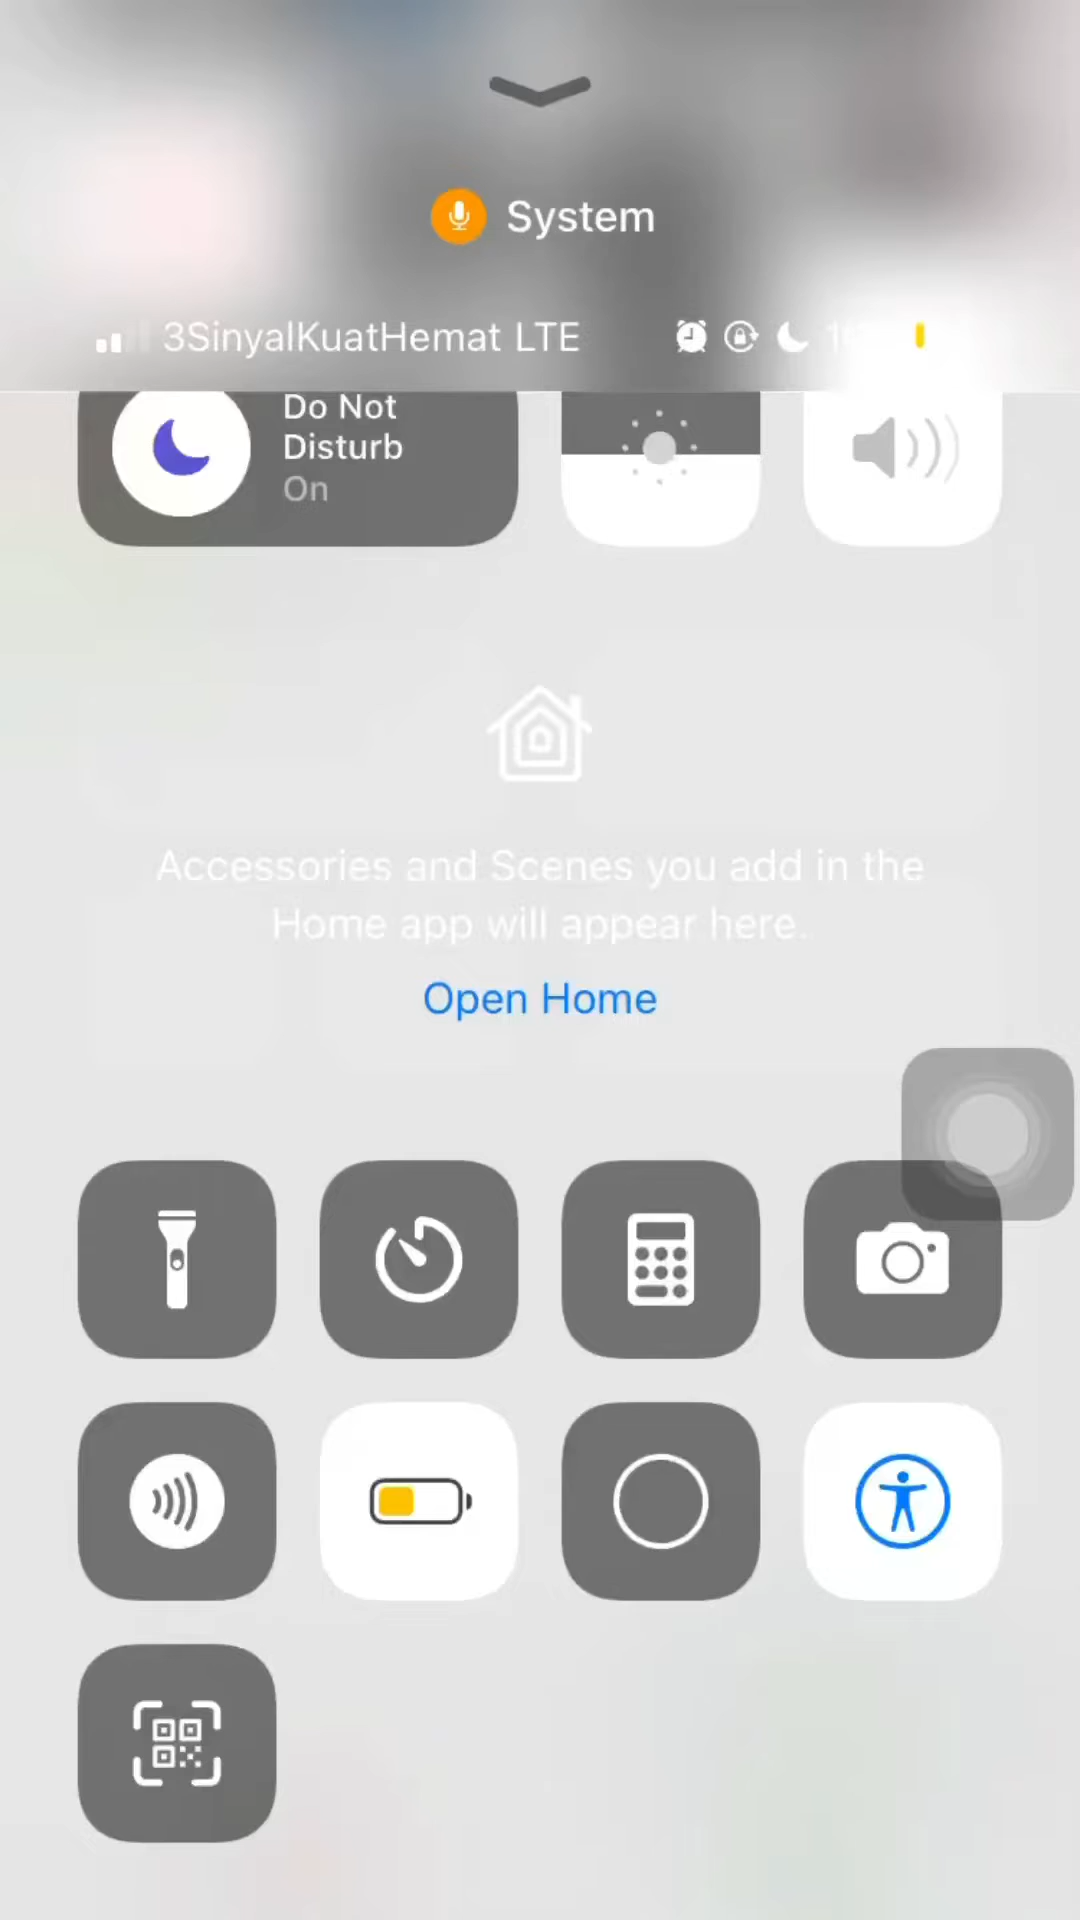 System
3SinyalKuatHemat LTE
Do Not
Disturb
On
Accessories and Scenes you add in the
Home app will appear here.
Open Home